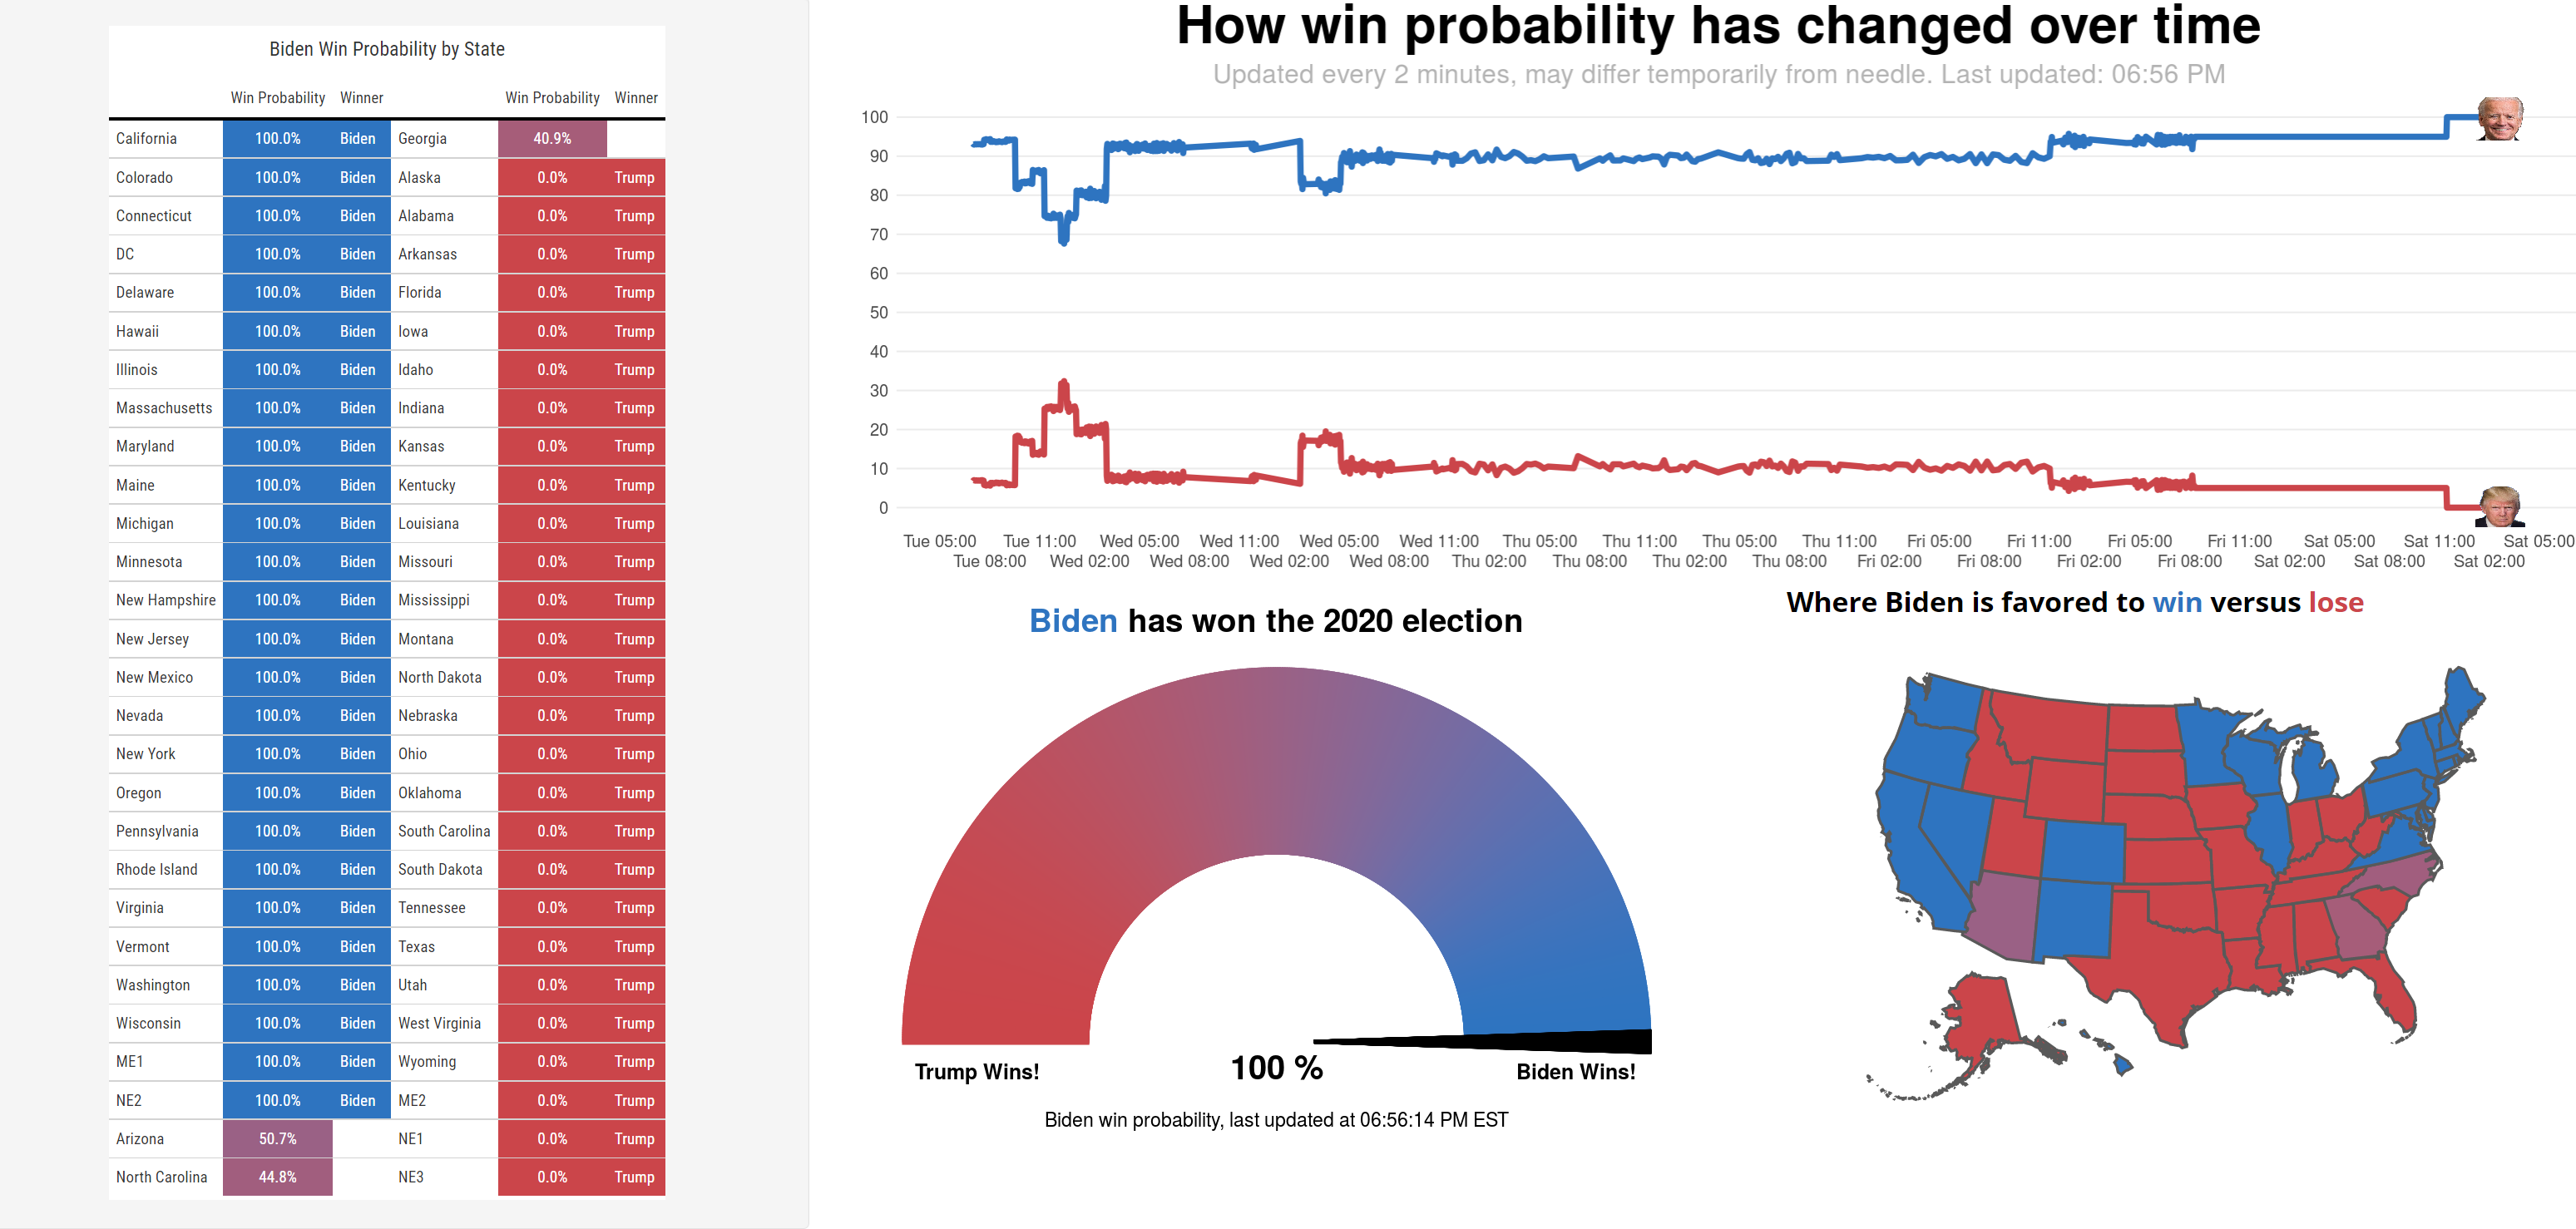 Biden Win Probability by State
Win Probability Winner Win Probability Winner
California 100.0% Biden Georgia 40.9%
Colorado 100.0% Biden Alaska 0.0% Trump
Connecticut 100.0% Biden Alabama 0.0% Trump
DC 100.0% Biden Arkansas 0.0% Trump
Delaware 100.0% Biden Florida 0.0% Trump
Hawaii 100.0% Biden Iowa 0.0% Trump
Illinois 100.0% Biden Idaho 0.0% Trump
Massachusetts 100.0% Biden Indiana 0.0% Trump
Maryland 100.0% Biden Kansas 0.0% Trump
Maine 100.0% Biden Kentucky 0.0% Trump
Michigan 100.0% Biden Louisiana 0.0% Trump
Minnesota 100.0% Biden Missouri 0.0% Trump
New Hampshire 100.0% Biden Mississippi 0.0% Trump
New Jersey 100.0% Biden Montana 0.0% Trump
New Mexico 100.0% Biden North Dakota 0.0% Trump
Nevada 100.0% Biden Nebraska 0.0% Trump
New York 100.0% Biden Ohio 0.0% Trump
Oregon 100.0% Biden Oklahoma 0.0% Trump
Pennsylvania 100.0% Biden South Carolina 0.0% Trump
Rhode Island 100.0% Biden South Dakota 0.0% Trump
Virginia 100.0% Biden Tennessee 0.0% Trump
Vermont 100.0% Biden Texas 0.0% Trump
Washington 100.0% Biden Utah 0.0% Trump
Wisconsin 100.0% Biden West Virginia 0.0% Trump
ME1 100.0% Biden Wyoming 0.0% Trump
NE2 100.0% Biden ME2 0.0% Trump
Arizona 50.7% NE1 0.0% Trump
North Carolina 44.8% NE3 0.0% Trump
How win probability has changed over time
Updated every 2 minutes, may differ temporarily from needle. Last updated: 06:56 PM
100
90
80
70
60
50
40
30
20
10
0
Tue 05:00 Tue 11:00 Wed 05:00 Wed 11:00 Wed 05:00 Wed 11:00 Thu 05:00 Thu 11:00 Thu 05:00 Thu 11:00 Fri 05:00 Fri 11:00 Fri 05:00 Fri 11:00 Sat 05:00 Sat 11:00 Sat 05:00
Tue 08:00 Wed 02:00 Wed 08:00 Wed 02:00 Wed 08:00 Thu 02:00 Thu 08:00 Thu 02:00 Thu 08:00 Fri 02:00 Fri 08:00 Fri 02:00 Fri 08:00 Sat 02:00 Sat 08:00 Sat 02:00
Biden has won the 2020 election
Trump Wins! 100 % Biden Wins!
Biden win probability, last updated at 06:56:14 PM EST
Where Biden is favored to win versus lose